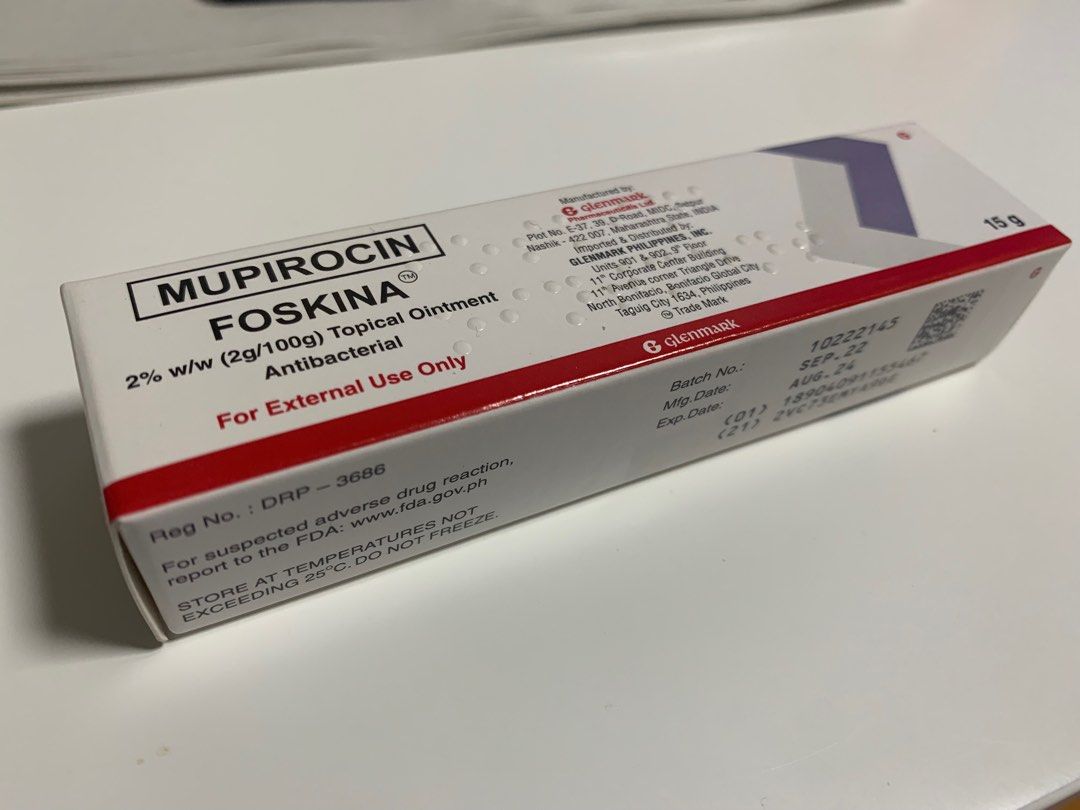 MUPIROCIN
FOSKINA™
2% w/w (2g/100g) Topical Ointment
Antibacterial
For External Use Only
Manufactured by:
glenmark
Pharmaceuticals Ltd.
Plot No. E-37, 39, D-Road, MIDC, Satpur
Nashik - 422 007, Maharashtra State, INDIA
Imported & Distributed by:
GLENMARK PHILIPPINES, INC.
Units 901 & 902, 9th Floor
11th Corporate Center Building
11th Avenue corner Triangle Drive
North Bonifacio, Bonifacio Global City
Taguig City 1634, Philippines
™ Trade Mark
15 g
glenmark
Reg No. : DRP – 3686
For suspected adverse drug reaction,
report to the FDA: www.fda.gov.ph
STORE AT TEMPERATURES NOT
EXCEEDING 25°C. DO NOT FREEZE.
Batch No.: 10222145
Mfg.Date: SEP.22
Exp.Date: AUG.24
(01)
(21)